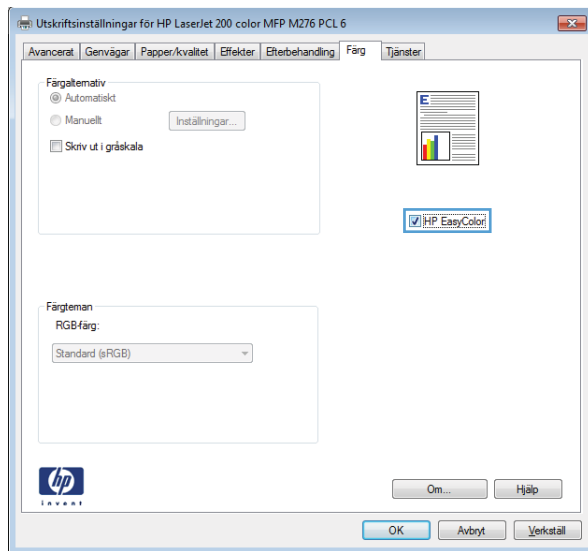 Utskriftsinställningar för HP LaserJet 200 color MFP M276 PCL 6
Avancerat Genvägar Papper/kvalitet Effekter Efterbehandling Färg Tjänster
Färgalternativ
Automatiskt
Manuellt Inställningar...
Skriv ut i gråskala
E
HP EasyColor
Färgteman
RGB-färg:
Standard (sRGB)
hp
invent
Om... Hjälp
OK Avbryt Verkställ